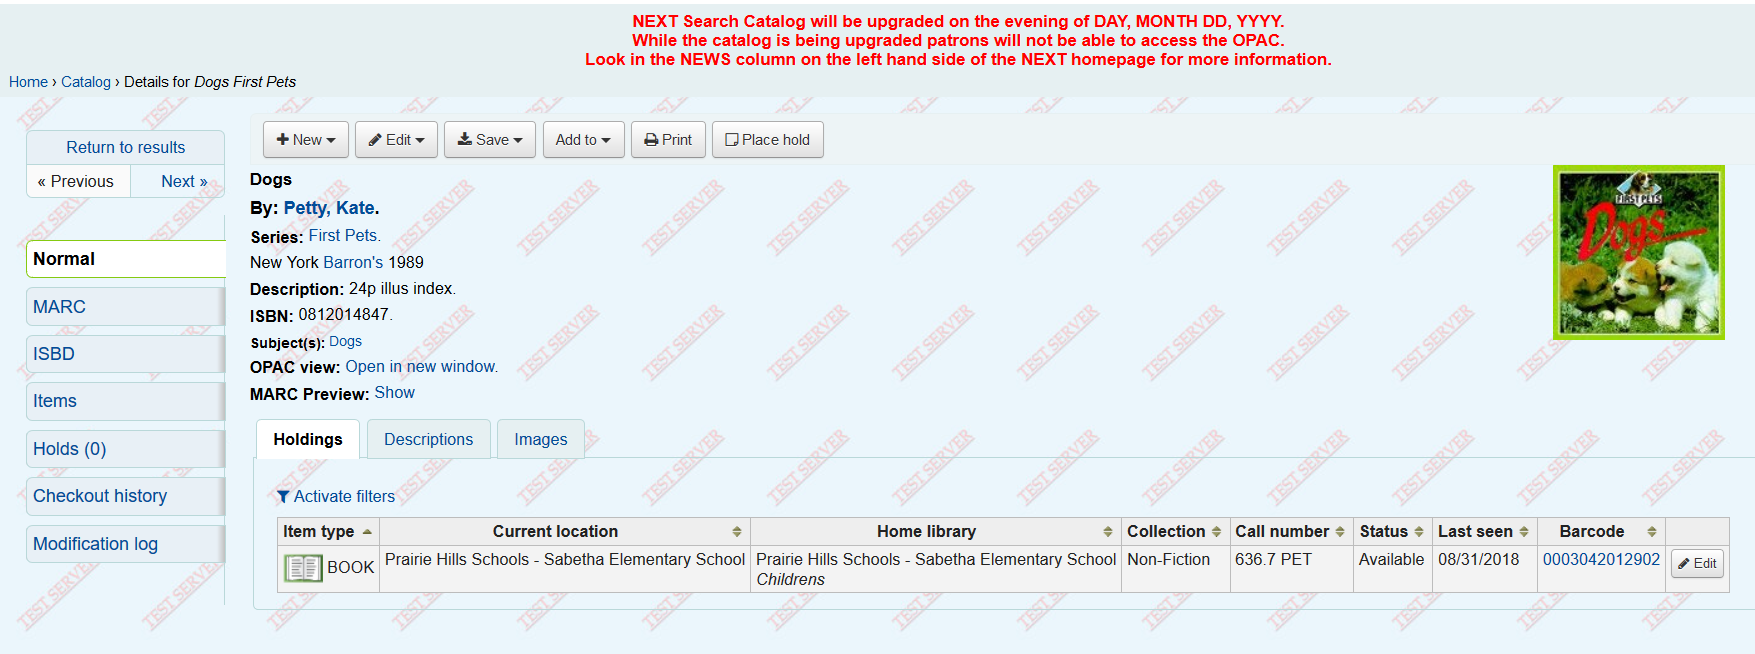 NEXT Search Catalog will be upgraded on the evening of DAY, MONTH DD, YYYY.
While the catalog is being upgraded patrons will not be able to access the OPAC.
Look in the NEWS column on the left hand side of the NEXT homepage for more information.
Home › Catalog › Details for Dogs First Pets
Return to results
« Previous Next »
Normal
MARC
ISBD
Items
Holds (0)
Checkout history
Modification log
New Edit Save Add to Print Place hold
Dogs
By: Petty, Kate.
Series: First Pets.
New York Barron's 1989
Description: 24p illus index.
ISBN: 0812014847.
Subject(s): Dogs
OPAC view: Open in new window.
MARC Preview: Show
FIRST PETS
Dogs
Holdings Descriptions Images
Activate filters
Item type Current location Home library Collection Call number Status Last seen Barcode
BOOK Prairie Hills Schools - Sabetha Elementary School Prairie Hills Schools - Sabetha Elementary School Non-Fiction 636.7 PET Available 08/31/2018 0003042012902 Edit
Childrens
TEST SERVER